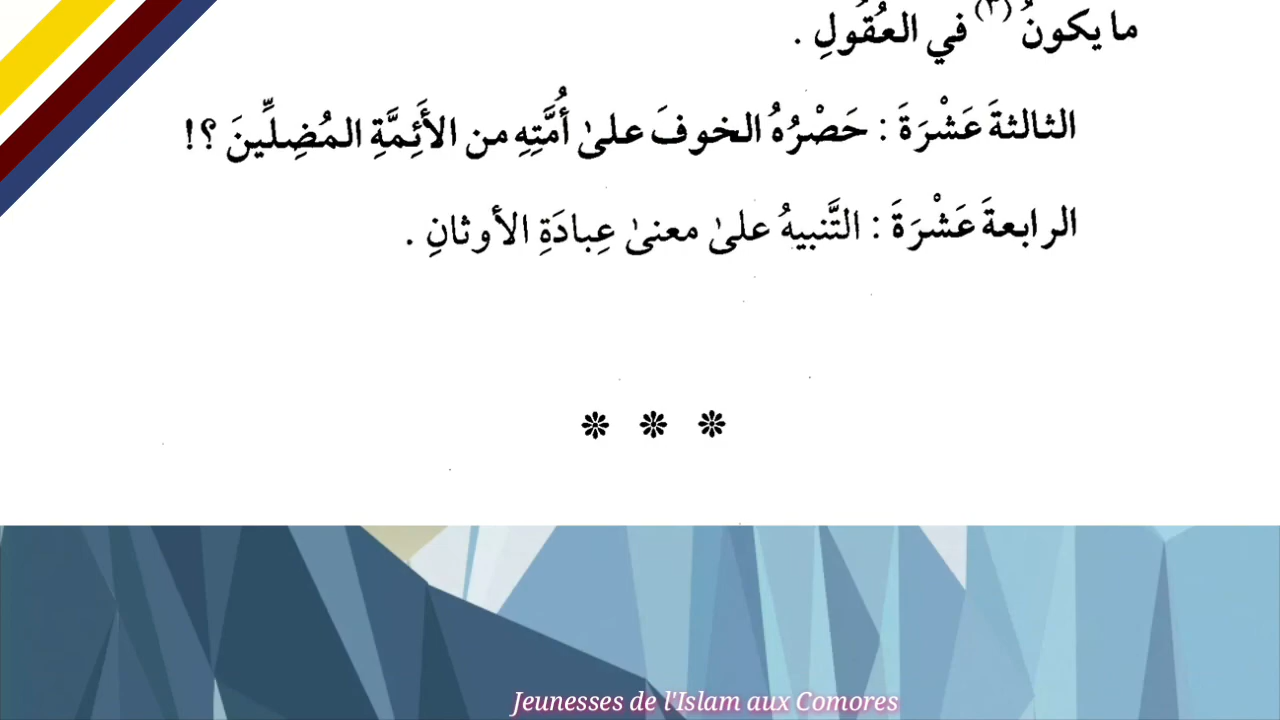 ما يكونُ (٣) في العُقُولِ .
الثالثةَ عَشْرَةَ : حَصْرُهُ الخوفَ علىٰ أُمَّتِهِ من الأَئِمَّةِ المُضِلِّينَ ؟!
الرابعةَ عَشْرَةَ : التَّنبيهُ علىٰ معنىٰ عِبادَةِ الأوثانِ .
Jeunesses de l'Islam aux Comores